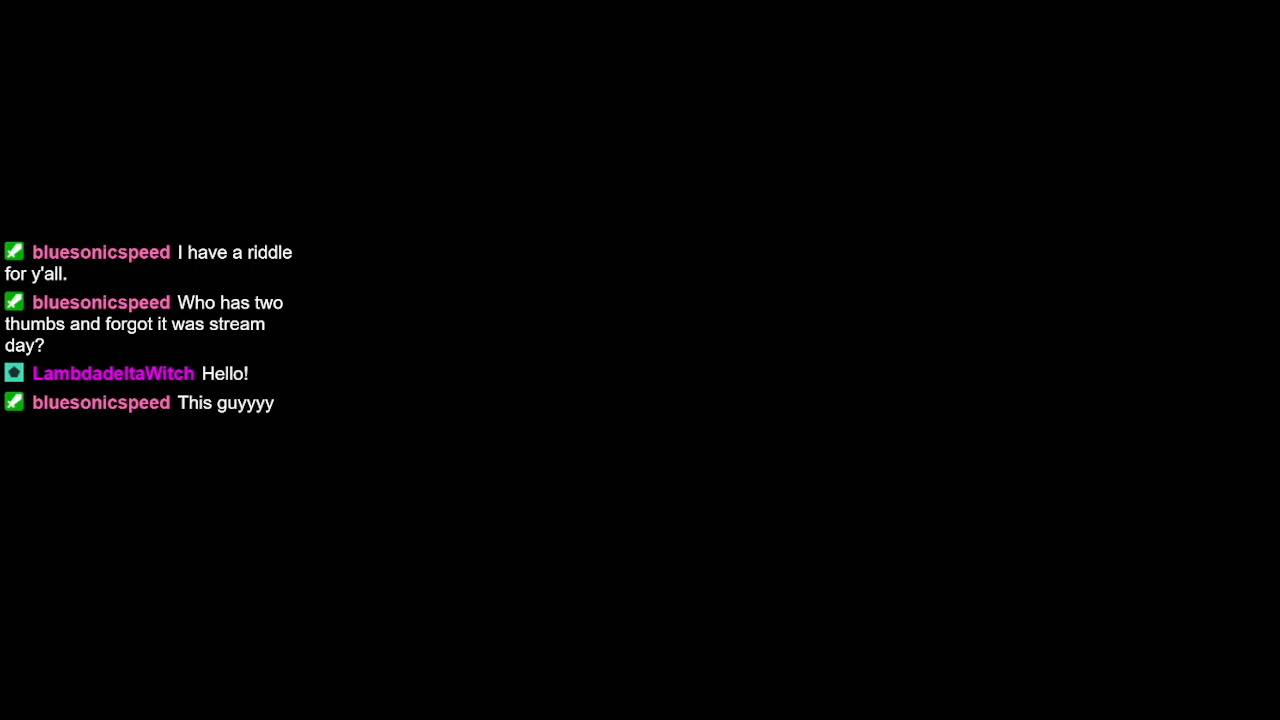 bluesonicspeed I have a riddle
for y'all.
bluesonicspeed Who has two
thumbs and forgot it was stream
day?
LambdadeltaWitch Hello!
bluesonicspeed This guyyyy